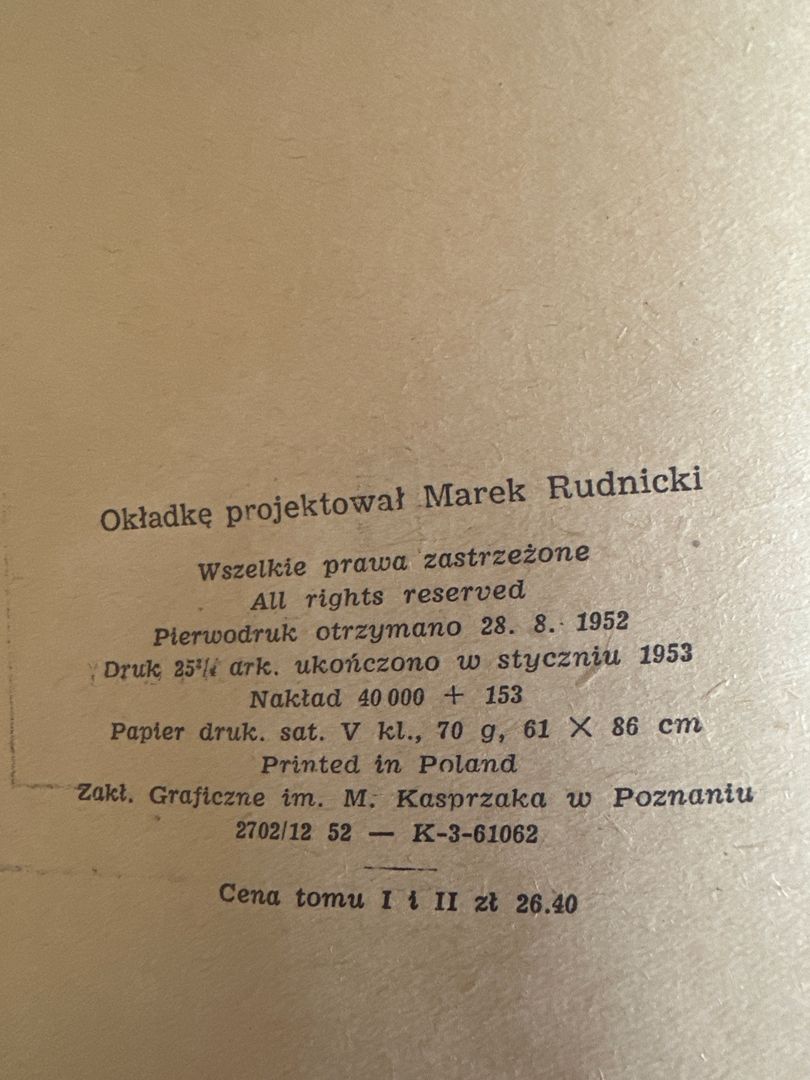 Okładkę projektował Marek Rudnicki
Wszelkie prawa zastrzeżone
All rights reserved
Pierwodruk otrzymano 28. 8. 1952
Druk ark. ukończono w styczniu 1953
Nakład 40 000 + 153
Papier druk. sat. V kl., 70 g, 61 × 86 cm
Printed in Poland
Zakł. Graficzne im. M. Kasprzaka w Poznaniu
2702/12 52 — K-3-61062
Cena tomu I i II zł 26.40